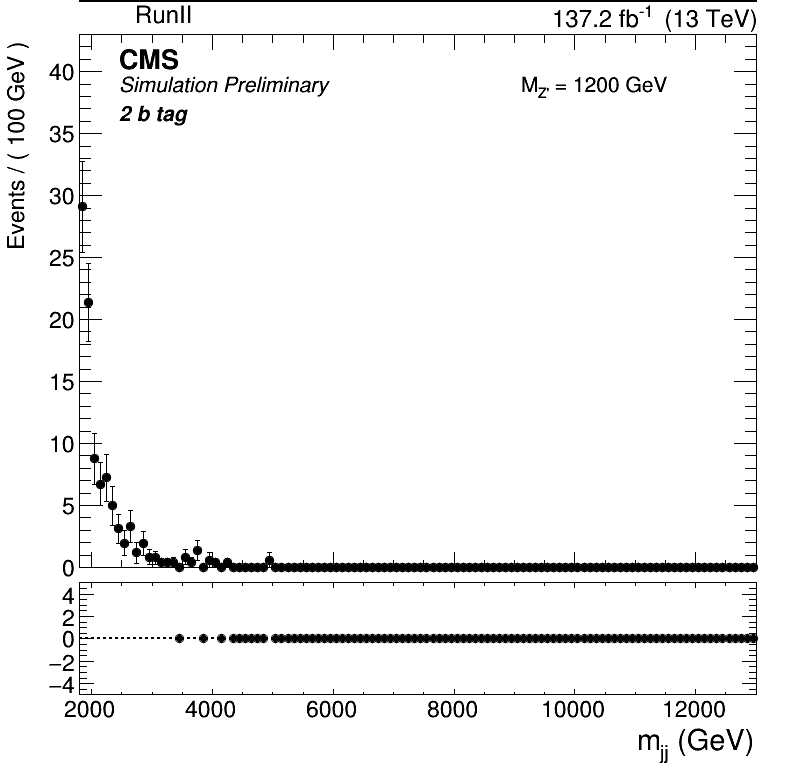 RunII
137.2 fb-1 (13 TeV)
CMS
Simulation Preliminary
MZ' = 1200 GeV
2 b tag
Events / ( 100 GeV )
40
35
30
25
20
15
10
5
0
4
2
0
−2
−4
2000 4000 6000 8000 10000 12000
mjj (GeV)